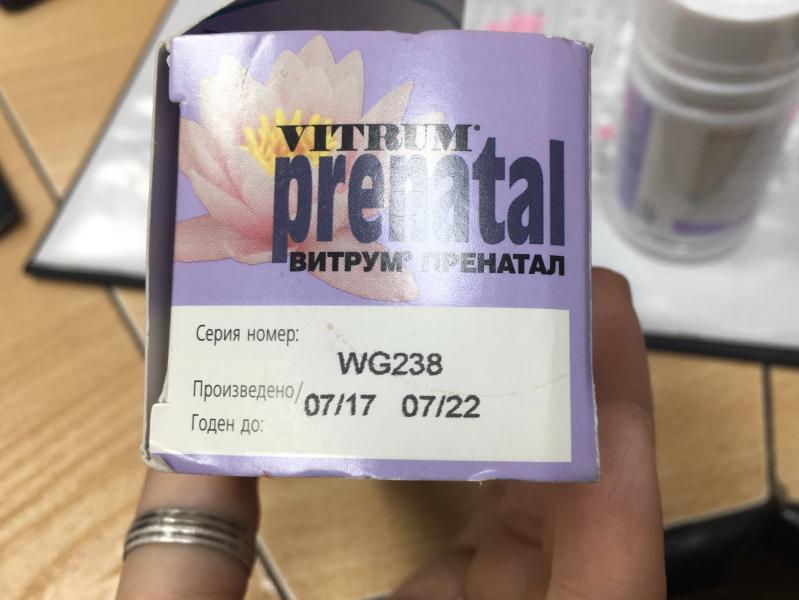 VITRUM®
prenatal
ВИТРУМ® ПРЕНАТАЛ
Серия номер:
WG238
Произведено/
Годен до:
07/17 07/22